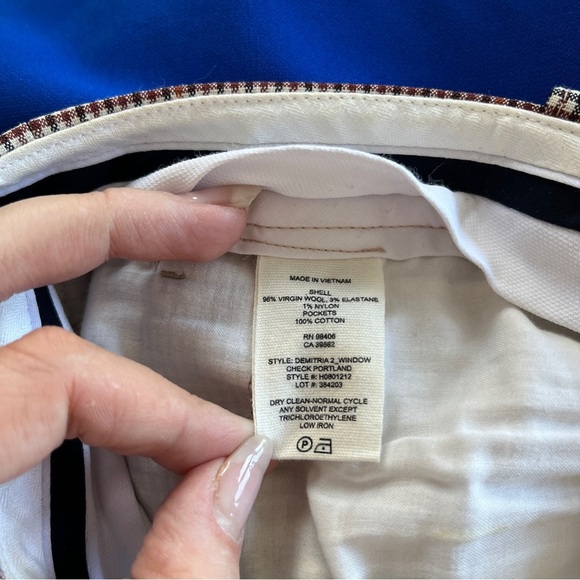 MADE IN VIETNAM
SHELL
96% VIRGIN WOOL, 3% ELASTANE
1% NYLON
POCKETS
100% COTTON
RN 98406
CA 39862
STYLE: DEMITRIA 2_WINDOW
CHECK PORTLAND
STYLE #: H0801212
LOT #: 384203
DRY CLEAN-NORMAL CYCLE
ANY SOLVENT EXCEPT
TRICHLOROETHYLENE
LOW IRON
P